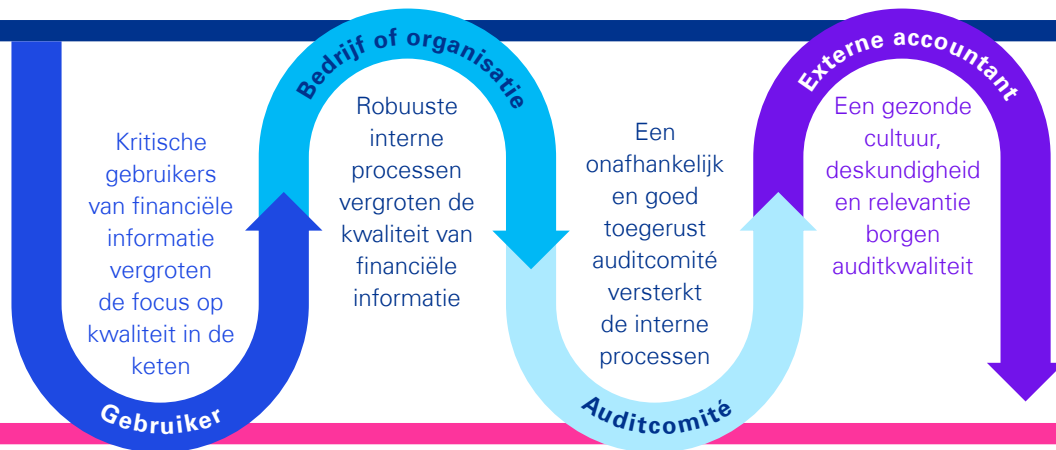 Kritische
gebruikers
van financiële
informatie
vergroten
de focus op
kwaliteit in de
keten
Gebruiker
Bedrijf of organisatie
Robuuste
interne
processen
vergroten de
kwaliteit van
financiële
informatie
Een
onafhankelijk
en goed
toegerust
auditcomité
versterkt
de interne
processen
Auditcomité
Externe accountant
Een gezonde
cultuur,
deskundigheid
en relevantie
borgen
auditkwaliteit